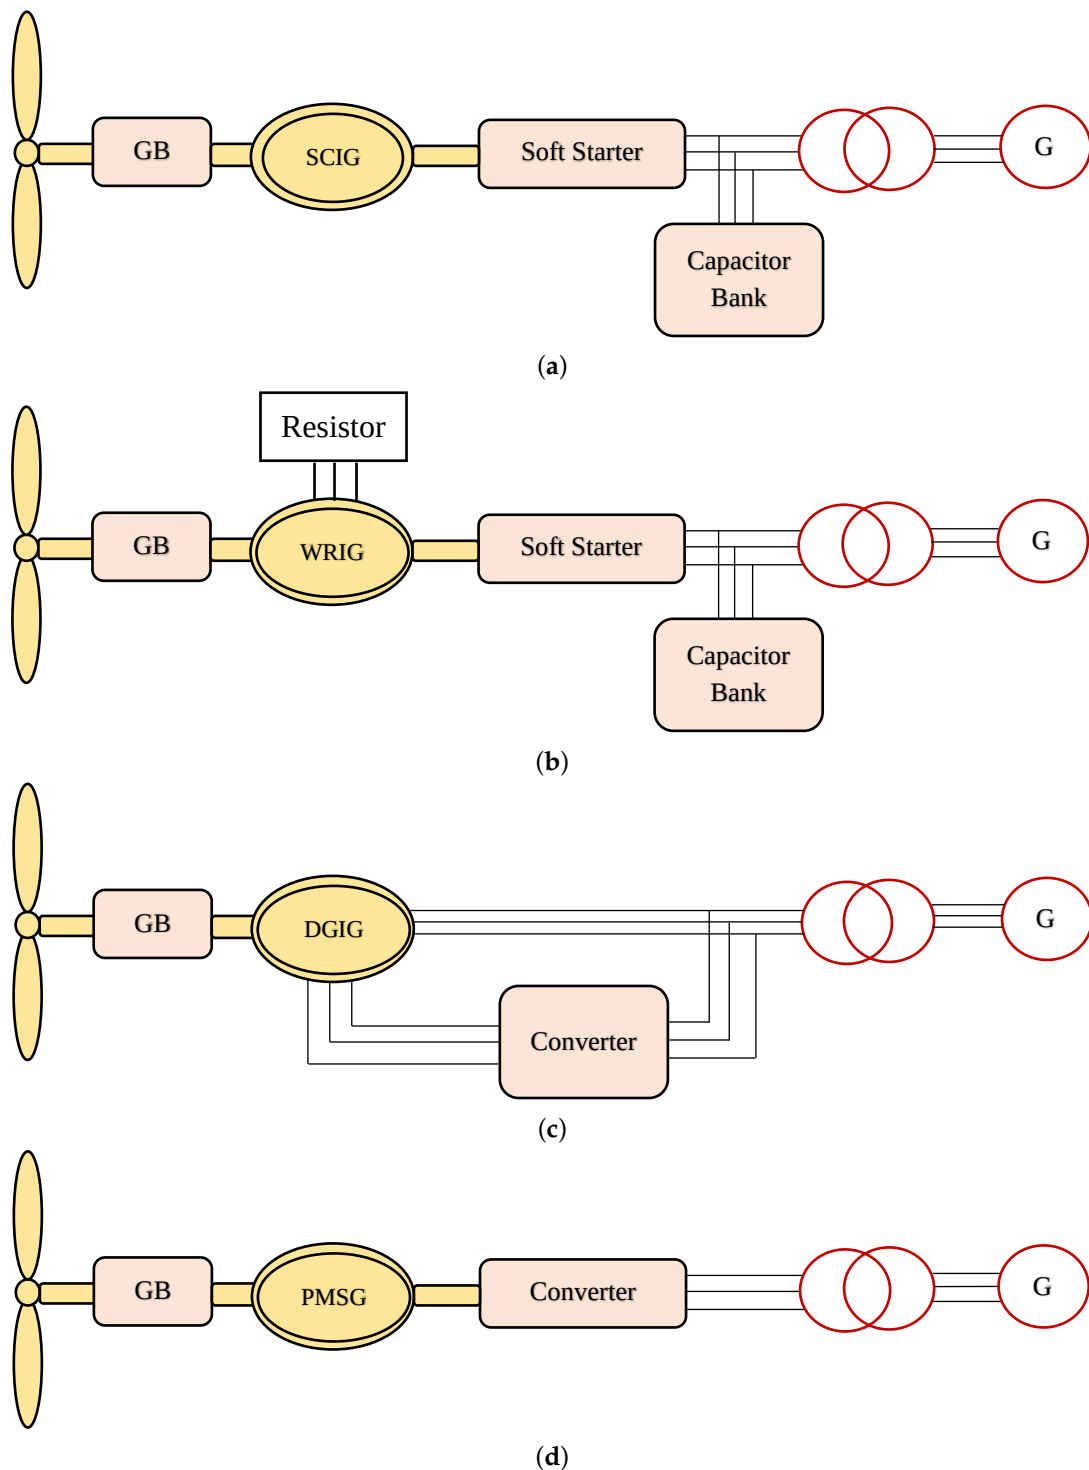 GB
SCIG
Soft Starter
G
Capacitor
Bank
(a)
Resistor
GB
WRIG
Soft Starter
G
Capacitor
Bank
(b)
GB
DGIG
G
Converter
(c)
GB
PMSG
Converter
G
(d)